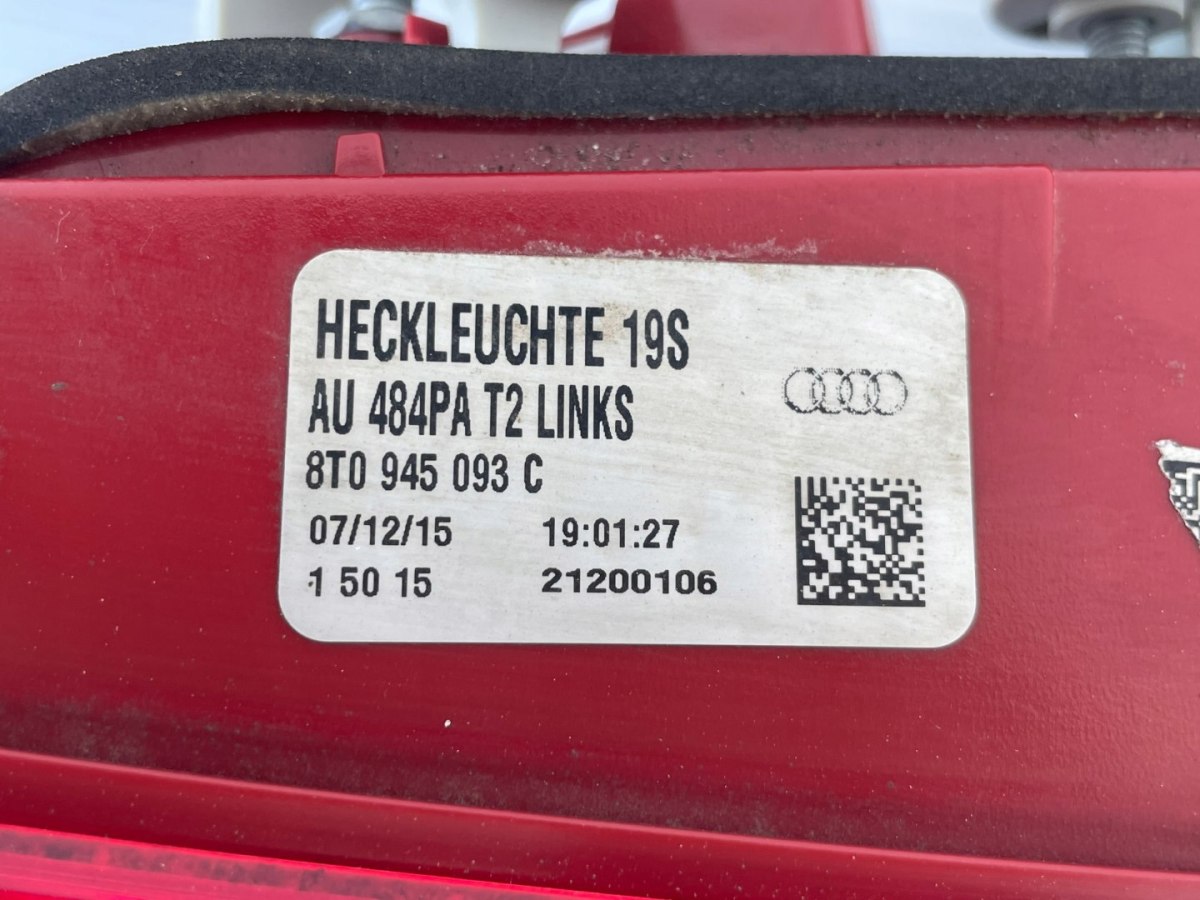 HECKLEUCHTE 19S
AU 484PA T2 LINKS
8T0 945 093 C
07/12/15 19:01:27
1 50 15 21200106